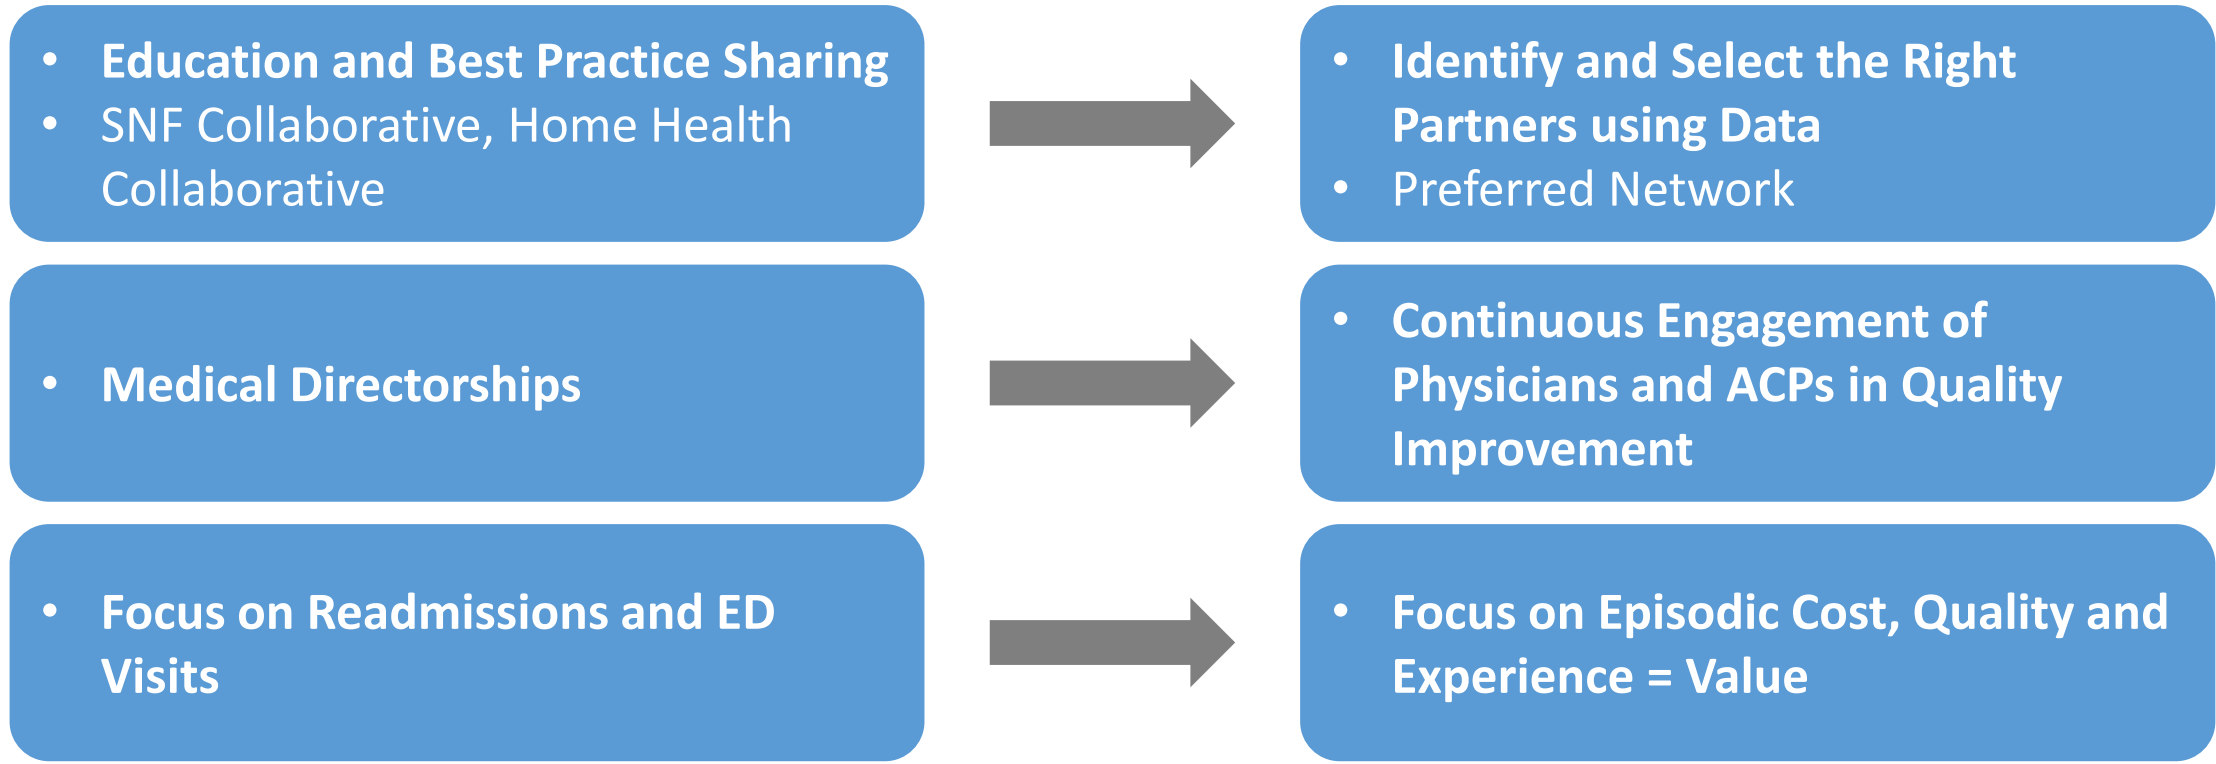 • Education and Best Practice Sharing
• SNF Collaborative, Home Health
Collaborative
• Identify and Select the Right
Partners using Data
• Preferred Network
• Medical Directorships
• Continuous Engagement of
Physicians and ACPs in Quality
Improvement
• Focus on Readmissions and ED
Visits
• Focus on Episodic Cost, Quality and
Experience = Value